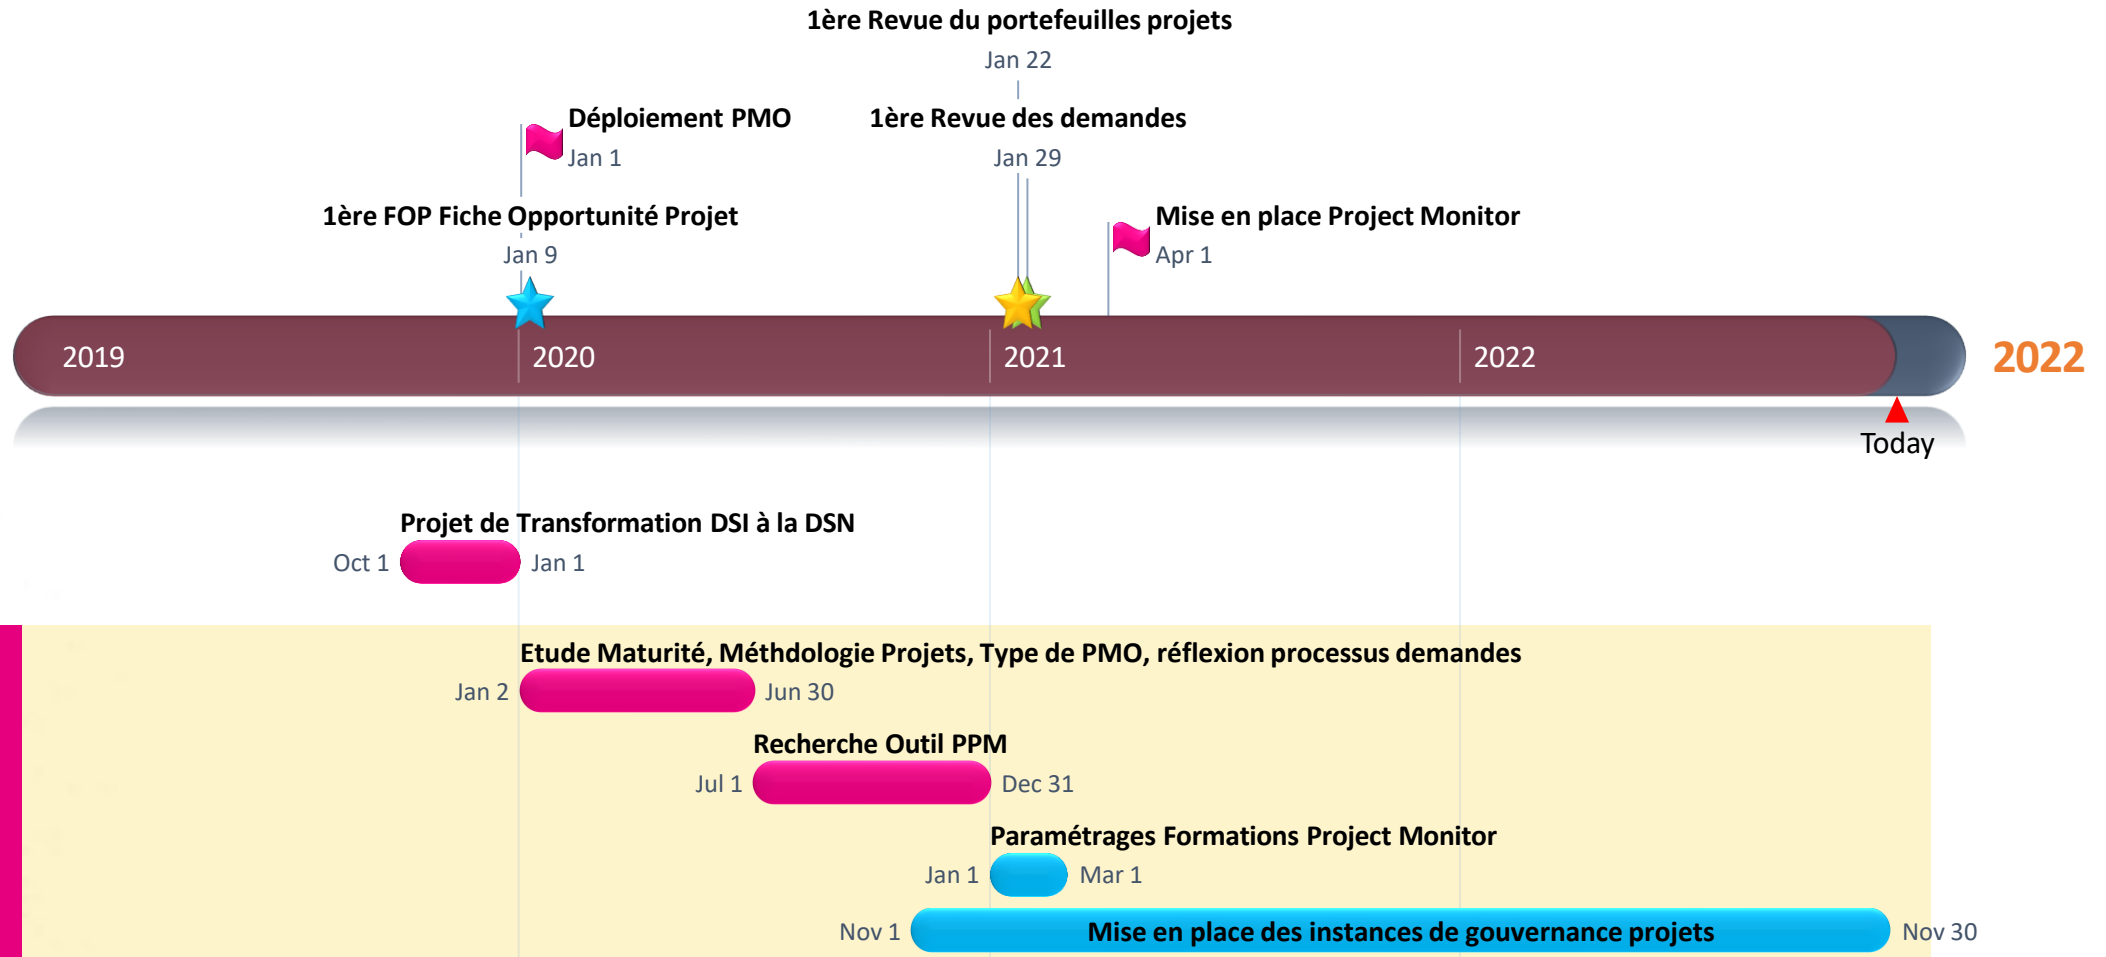 1ère Revue du portefeuilles projets
Jan 22
Déploiement PMO
Jan 1
1ère Revue des demandes
Jan 29
1ère FOP Fiche Opportunité Projet
Jan 9
Mise en place Project Monitor
Apr 1
2019 2020 2021 2022 2022
Today
Projet de Transformation DSI à la DSN
Oct 1 Jan 1
Etude Maturité, Méthdologie Projets, Type de PMO, réflexion processus demandes
Jan 2 Jun 30
Recherche Outil PPM
Jul 1 Dec 31
Paramétrages Formations Project Monitor
Jan 1 Mar 1
Nov 1 Mise en place des instances de gouvernance projets Nov 30